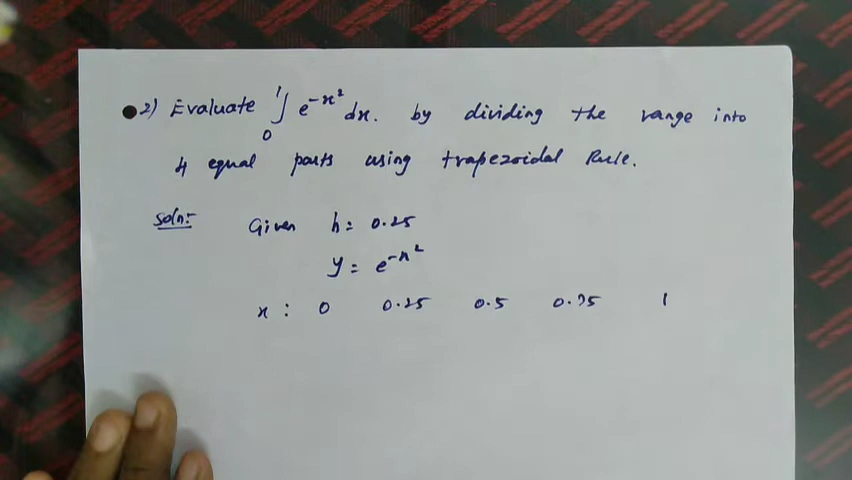 2) Evaluate ∫₀¹ e^{-x²} dx. by dividing the range into
4 equal parts using trapezoidal Rule.
Soln:-
Given h = 0.25
y = e^{-x²}
x : 0 0.25 0.5 0.75 1